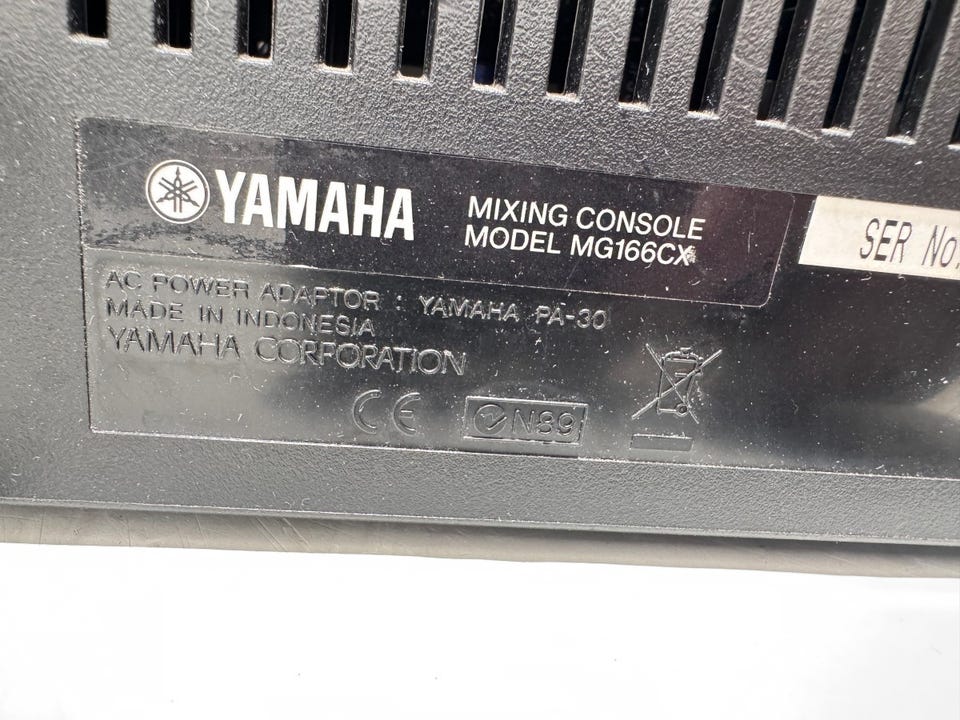 YAMAHA
MIXING CONSOLE
MODEL MG166CX
SER No.
AC POWER ADAPTOR : YAMAHA PA-30
MADE IN INDONESIA
YAMAHA CORPORATION
CE
N89